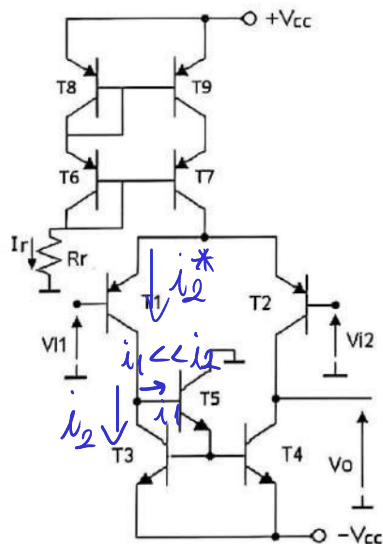 +Vcc
T8
T9
T6
T7
Ir
Rr
i2*
T1
T2
VI1
Vi2
i1<<i2
T5
i1
i2
T3
T4
Vo
-Vcc